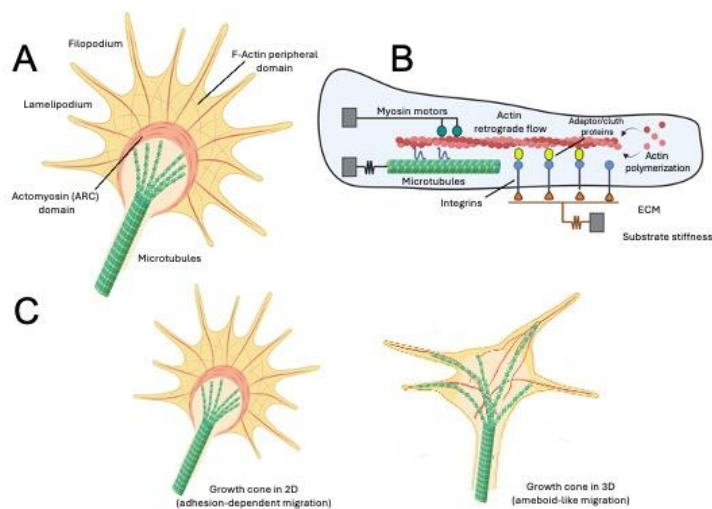 A
Filopodium
F-Actin peripheral
domain
Lamelipodium
Actomyosin (ARC)
domain
Microtubules
B
Myosin motors
Actin
retrograde flow
Adaptor/cluth
proteins
Actin
polymerization
Microtubules
Integrins
ECM
Substrate stiffness
C
Growth cone in 2D
(adhesion-dependent migration)
Growth cone in 3D
(ameboid-like migration)